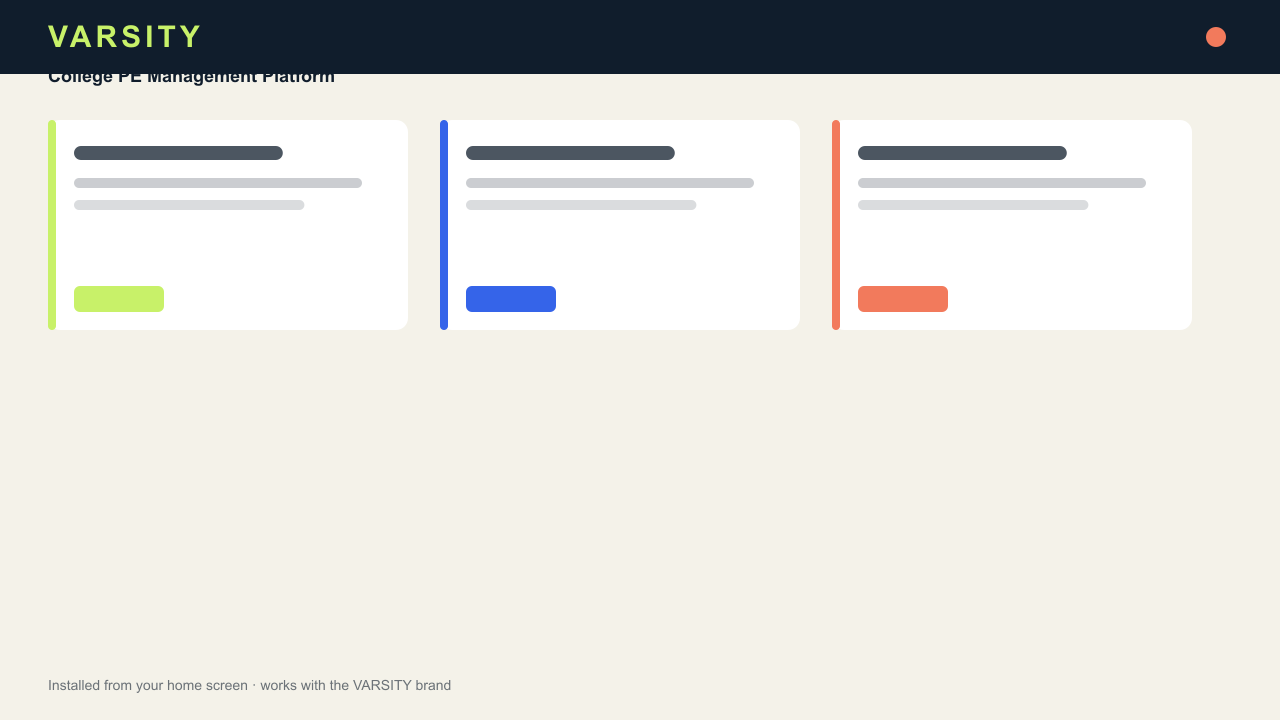 VARSITY
College PE Management Platform
Installed from your home screen · works with the VARSITY brand